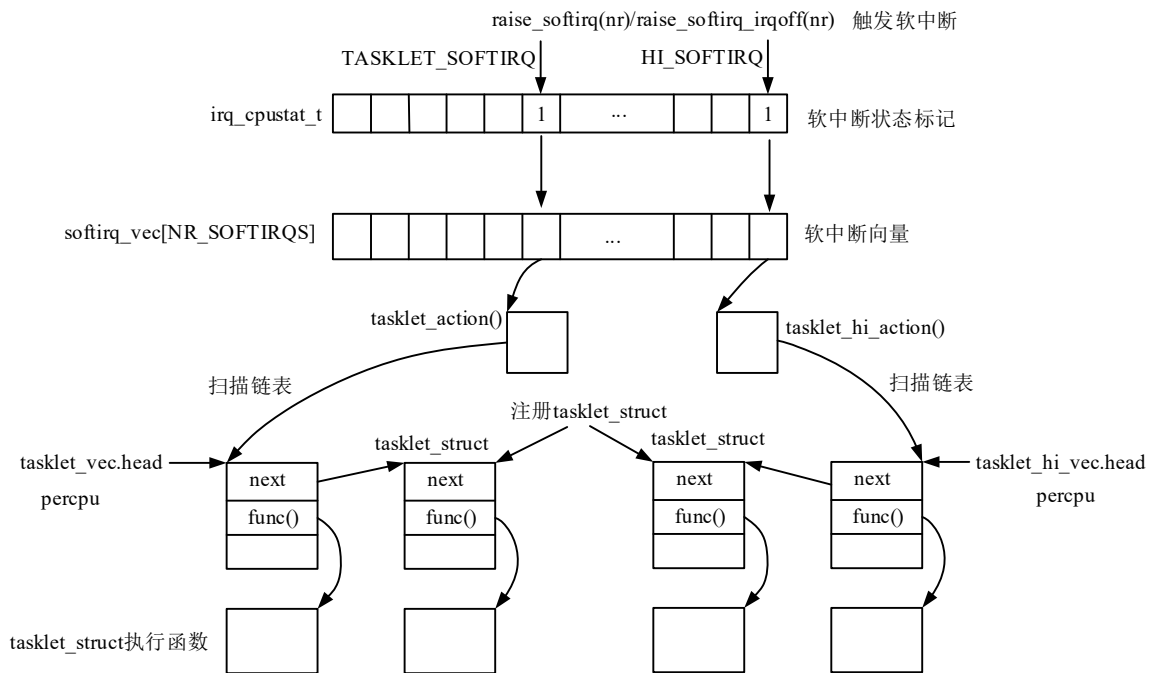 raise_softirq(nr)/raise_softirq_irqoff(nr) 触发软中断
TASKLET_SOFTIRQ
HI_SOFTIRQ
irq_cpustat_t
1
...
1
软中断状态标记
softirq_vec[NR_SOFTIRQS]
...
软中断向量
tasklet_action()
tasklet_hi_action()
扫描链表
扫描链表
注册tasklet_struct
tasklet_struct
tasklet_struct
tasklet_vec.head
percpu
next
next
next
next
tasklet_hi_vec.head
percpu
func()
func()
func()
func()
tasklet_struct执行函数